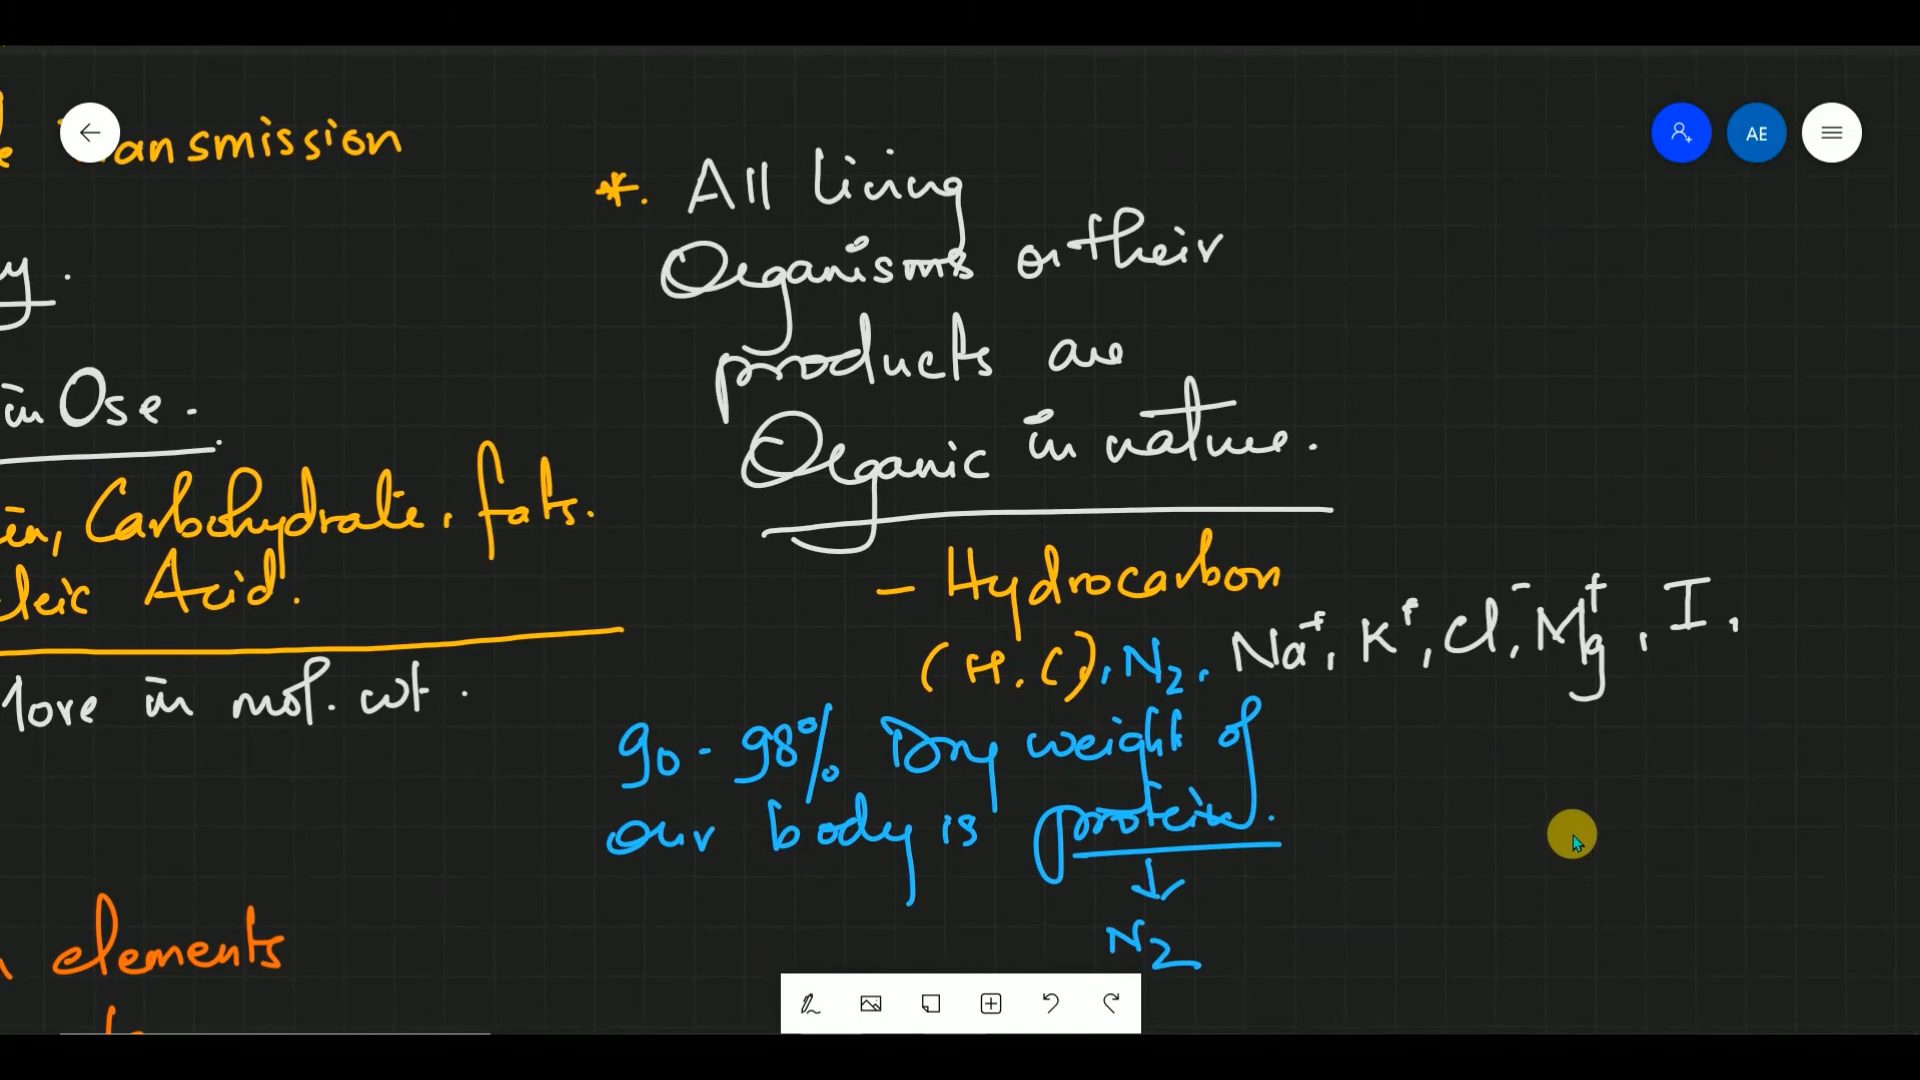 ansmission
*. All living
Organisms or their
y.
products are
in Ose.
Organic in nature.
Carbohydrate, fats.
leic Acid.
- Hydrocarbon
(H, C), N2, Na+, K+, Cl-, Mg+, I,
More in mol. wt.
90 - 98% Dry weight of
our body is protein.
↓
N2
elements
AE